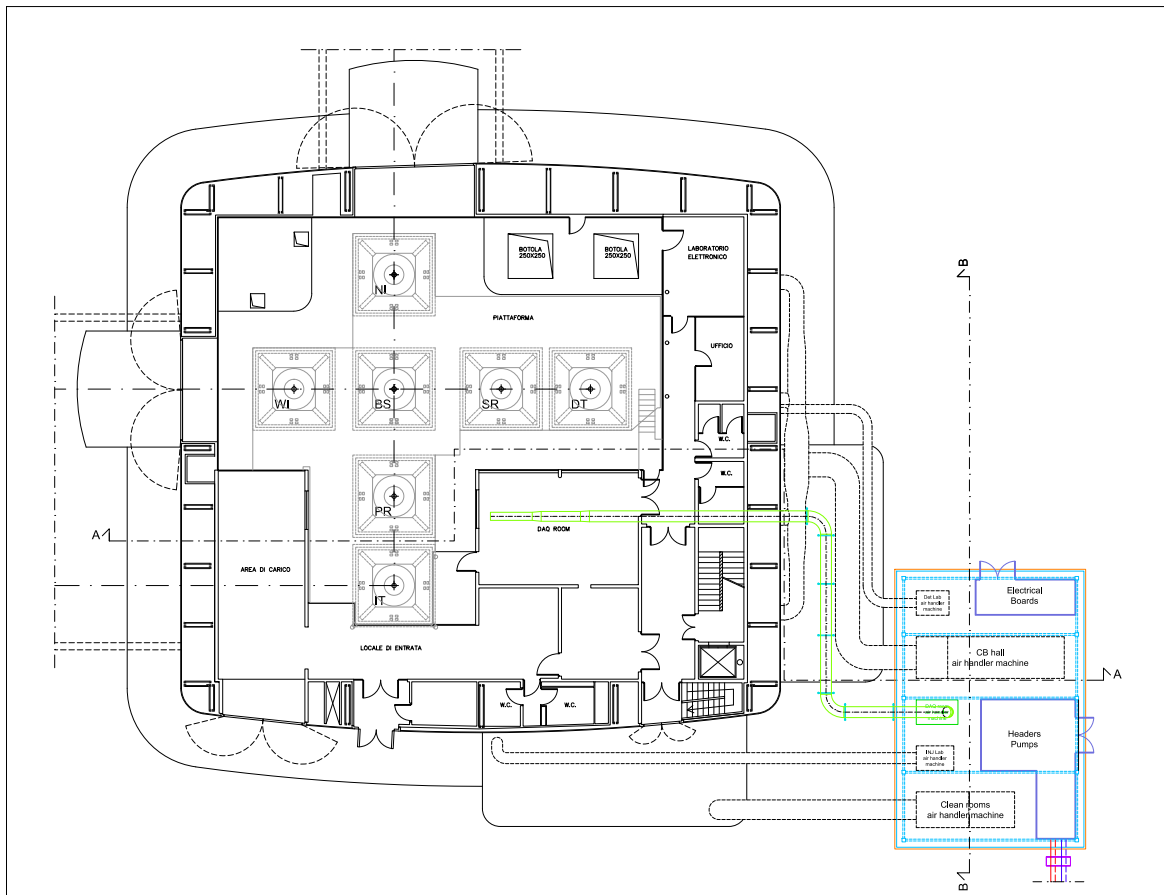 NI
BOTOLA
250X250
BOTOLA
250X250
LABORATORIO
ELETTRONICO
B
PIATTAFORMA
UFFICIO
WI
BS
SR
DT
W.C.
W.C.
PR
A
DAQ ROOM
AREA DI CARICO
IT
Det Lab
air handler
machine
Electrical
Boards
LOCALE DI ENTRATA
CB hall
air handler machine
A
W.C.
W.C.
Headers
Pumps
INJ Lab
air handler
machine
Clean rooms
air handler machine
B